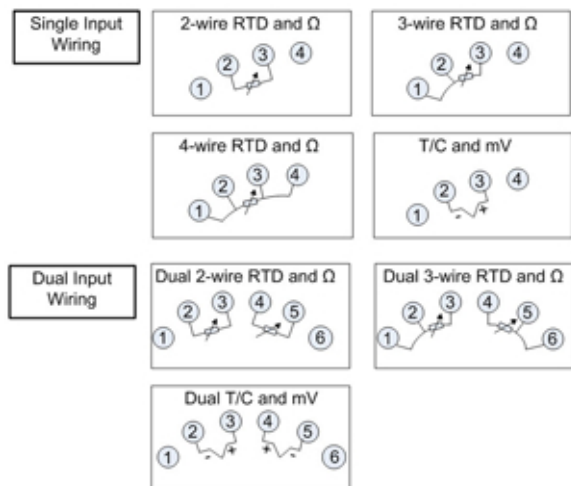 Single Input
Wiring
2-wire RTD and Ω
1 2 3 4
3-wire RTD and Ω
1 2 3 4
4-wire RTD and Ω
1 2 3 4
T/C and mV
1 2 3 4
- +
Dual Input
Wiring
Dual 2-wire RTD and Ω
1 2 3 4 5 6
Dual 3-wire RTD and Ω
1 2 3 4 5 6
Dual T/C and mV
1 2 3 4 5 6
- + + -